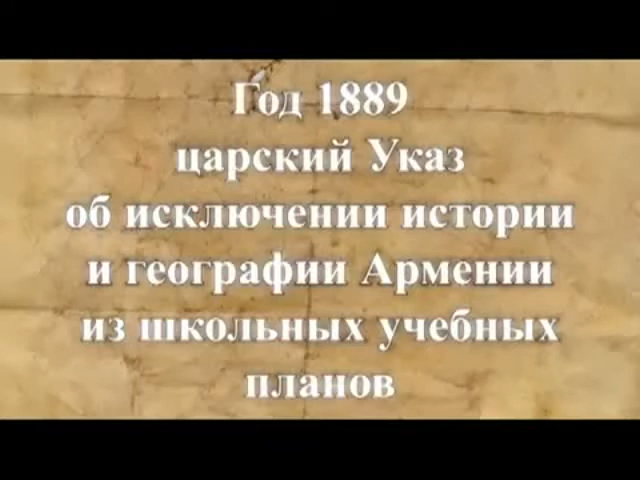 Год 1889
царский Указ
об исключении истории
и географии Армении
из школьных учебных
планов